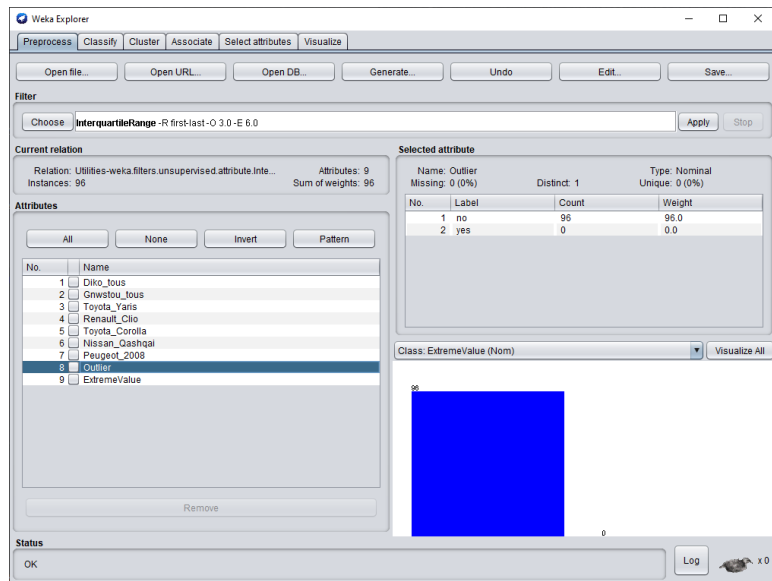 Weka Explorer
Preprocess Classify Cluster Associate Select attributes Visualize
Open file... Open URL... Open DB... Generate... Undo Edit... Save...
Filter
Choose InterquartileRange -R first-last -O 3.0 -E 6.0 Apply Stop
Current relation
Relation: Utilities-weka.filters.unsupervised.attribute.Inte... Attributes: 9
Instances: 96 Sum of weights: 96
Selected attribute
Name: Outlier Type: Nominal
Missing: 0 (0%) Distinct: 1 Unique: 0 (0%)
No. Label Count Weight
1 no 96 96.0
2 yes 0 0.0
Attributes
All None Invert Pattern
No. Name
1 Diko_tous
2 Gnwstou_tous
3 Toyota_Yaris
4 Renault_Clio
5 Toyota_Corolla
6 Nissan_Qashqai
7 Peugeot_2008
8 Outlier
9 ExtremeValue
Remove
Class: ExtremeValue (Nom) Visualize All
96
0
Status
OK
Log x 0